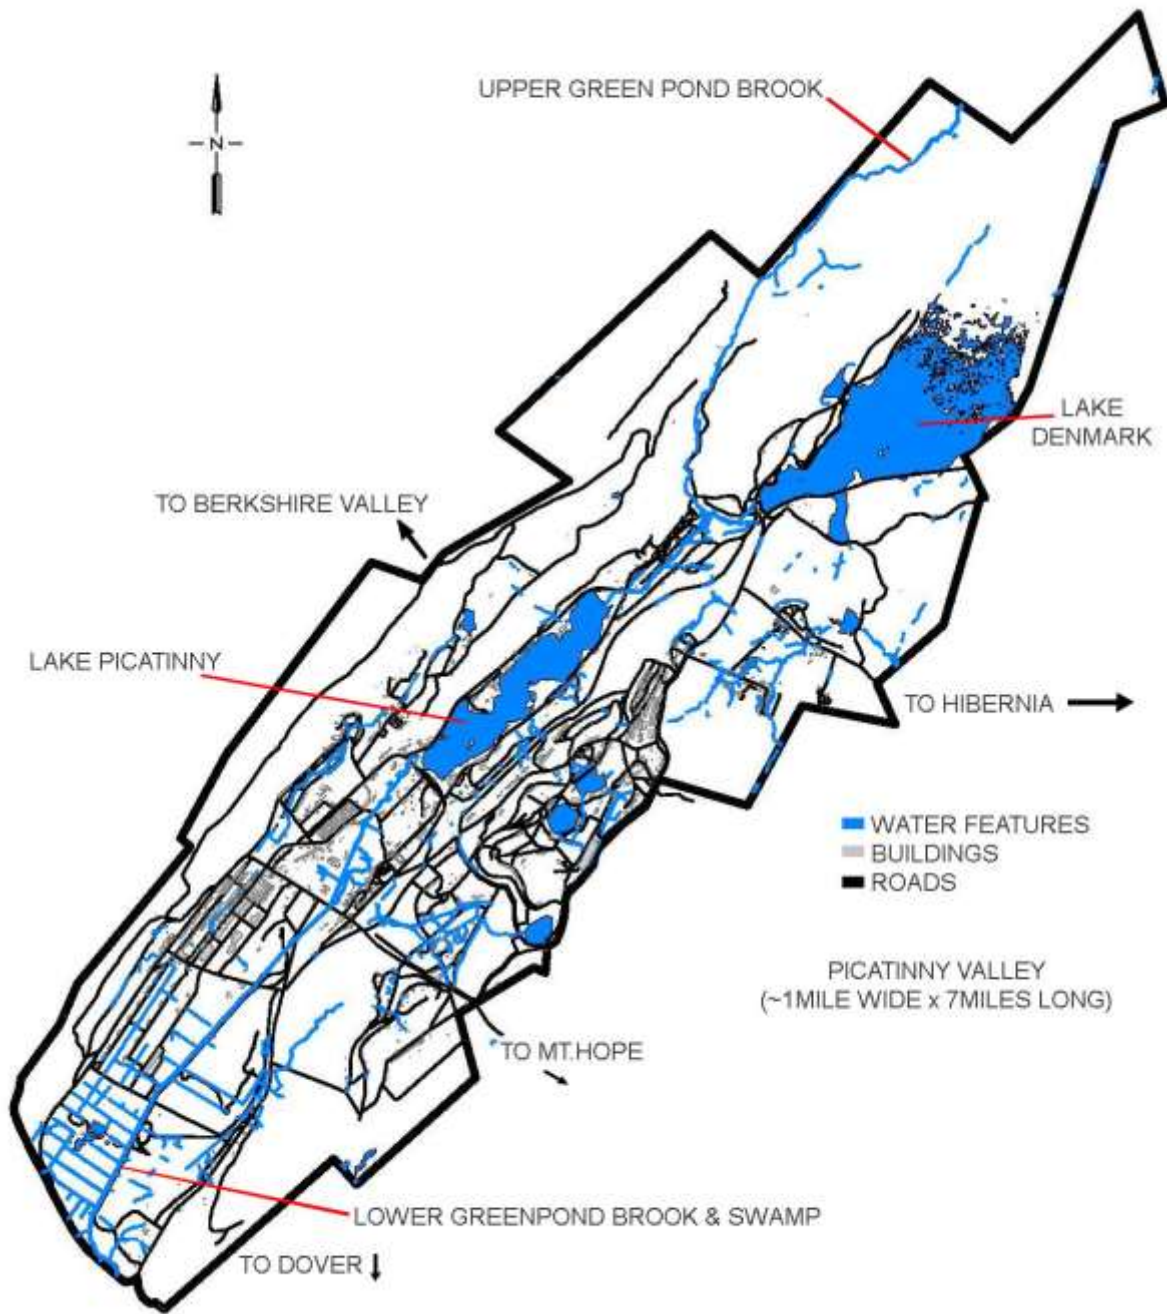 UPPER GREEN POND BROOK
N
LAKE
DENMARK
TO BERKSHIRE VALLEY
LAKE PICATINNY
TO HIBERNIA
WATER FEATURES
BUILDINGS
ROADS
PICATINNY VALLEY
(~1MILE WIDE x 7MILES LONG)
TO MT.HOPE
LOWER GREENPOND BROOK & SWAMP
TO DOVER